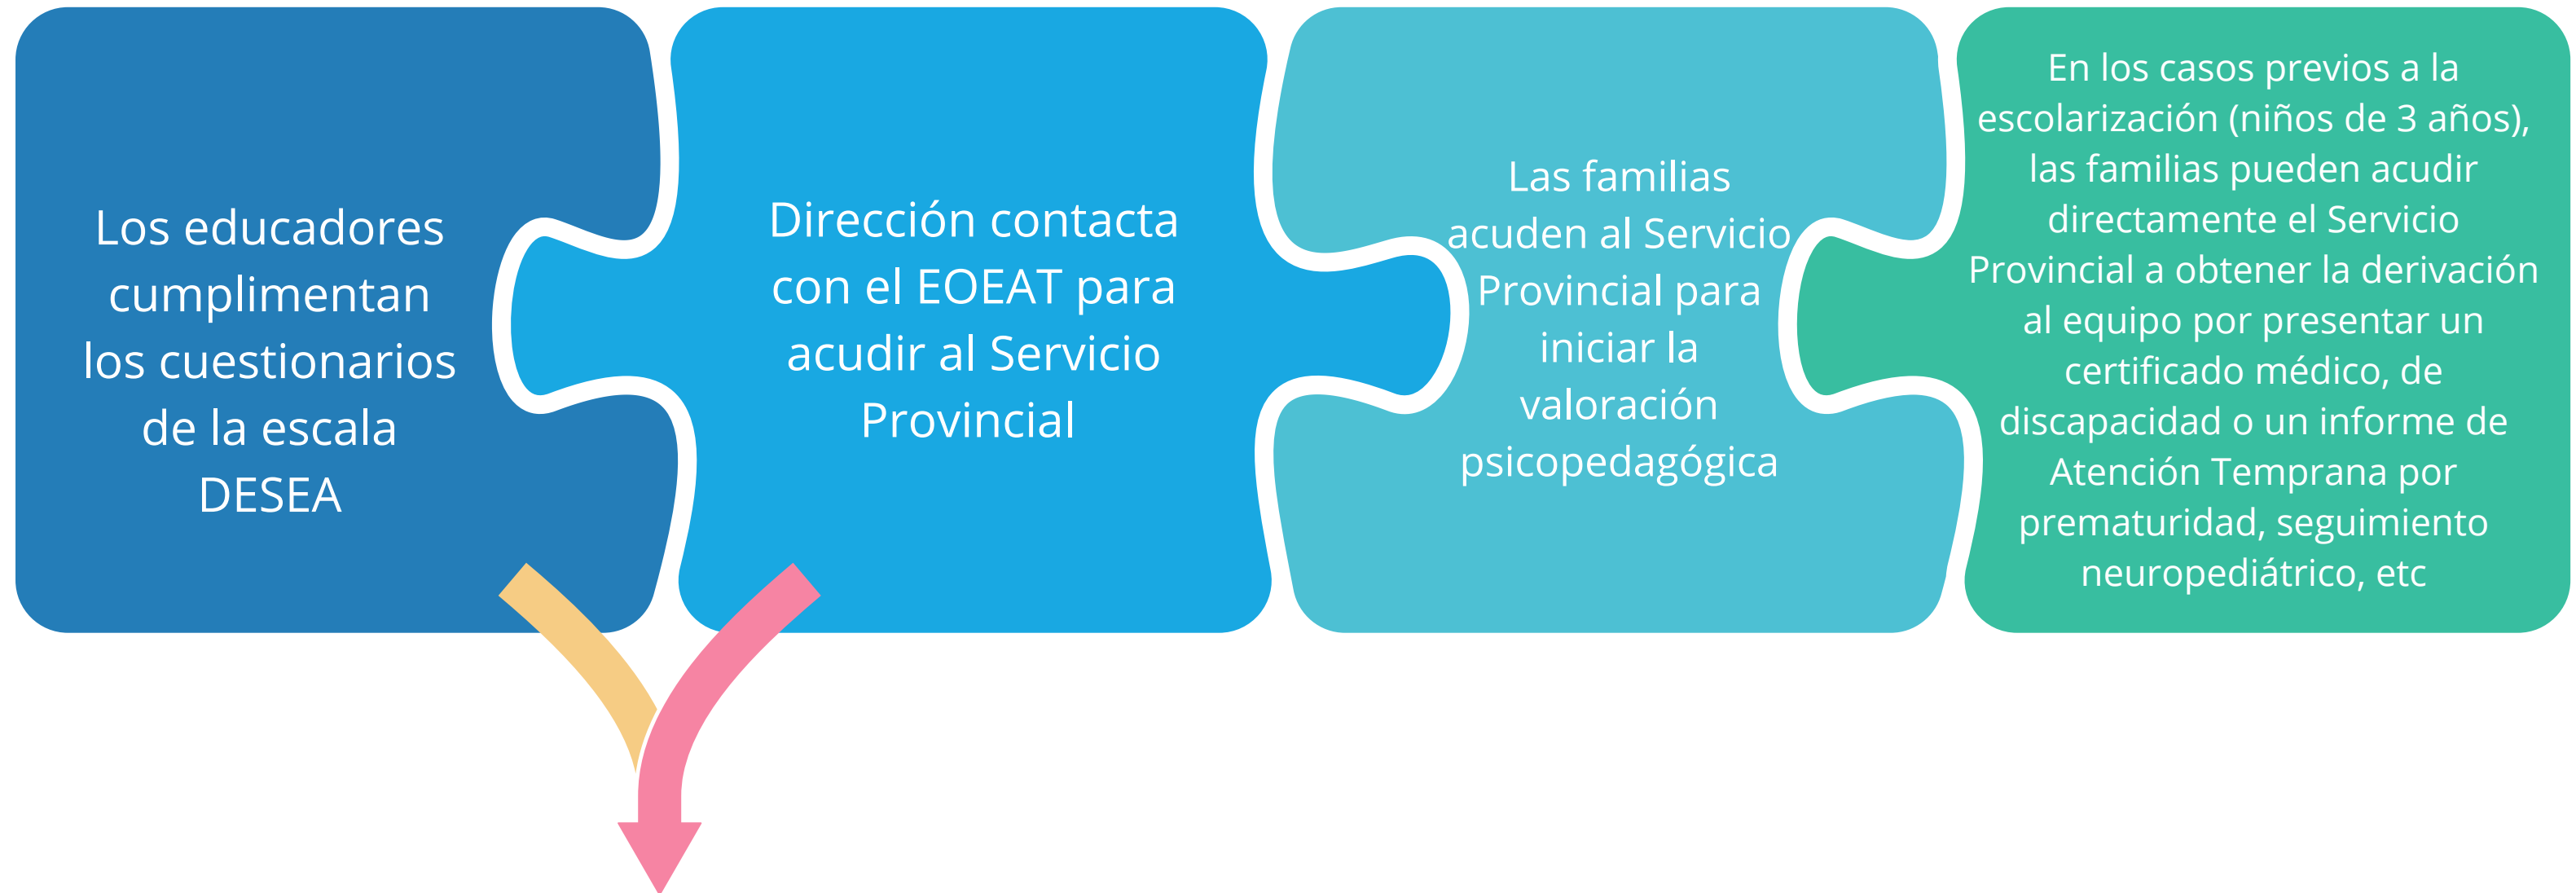 Los educadores
cumplimentan
los cuestionarios
de la escala
DESEA
Dirección contacta
con el EOEAT para
acudir al Servicio
Provincial
Las familias
acuden al Servicio
Provincial para
iniciar la
valoración
psicopedagógica
En los casos previos a la
escolarización (niños de 3 años),
las familias pueden acudir
directamente el Servicio
Provincial a obtener la derivación
al equipo por presentar un
certificado médico, de
discapacidad o un informe de
Atención Temprana por
prematuridad, seguimiento
neuropediátrico, etc